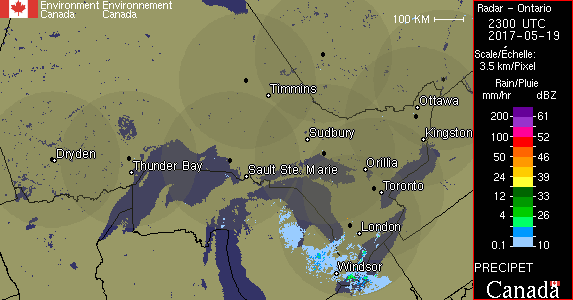 Environment Environnement
Canada Canada
100 KM
Timmins
Ottawa
Sudbury
Kingston
Dryden
Thunder Bay
Sault Ste. Marie
Orillia
Toronto
London
Windsor
Radar - Ontario
2300 UTC
2017-05-19
Scale/Échelle:
3.5 km/Pixel
Rain/Pluie
mm/hr dBZ
200 61
100 52
50 46
24 39
12 33
4 26
0.1 10
PRECIPET
Canada